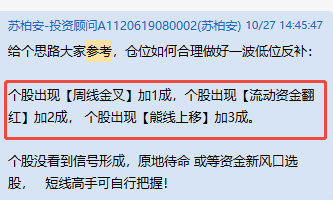 苏柏安-投资顾问A1120619080002(苏柏安) 10/27 14:45:47
给个思路大家参考，仓位如何合理做好一波低位反补：
个股出现【周线金叉】加1成，个股出现【流动资金翻
红】加2成， 个股出现【熊线上移】加3成。
个股没看到信号形成，原地待命 或等资金新风口选
股， 短线高手可自行把握！